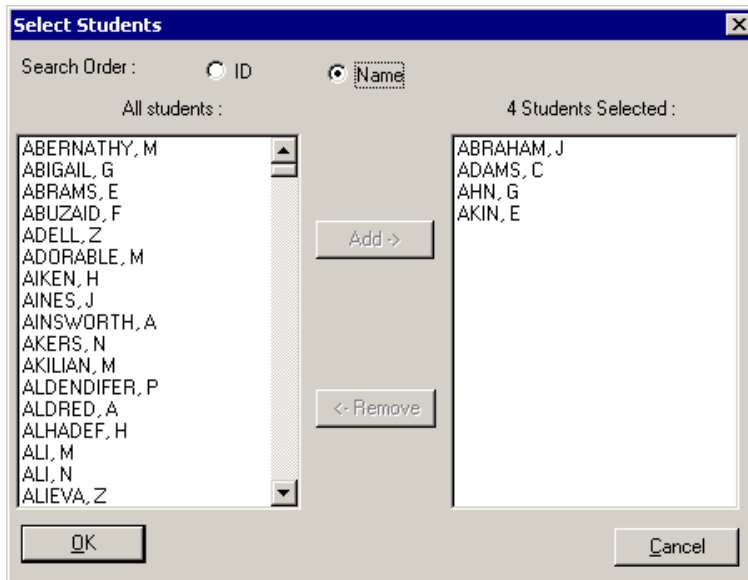 Select Students
Search Order : ID Name
All students :
ABERNATHY, M
ABIGAIL, G
ABRAMS, E
ABUZAID, F
ADELL, Z
ADORABLE, M
AIKEN, H
AINES, J
AINSWORTH, A
AKERS, N
AKILIAN, M
ALDENDIFER, P
ALDRED, A
ALHADEF, H
ALI, M
ALI, N
ALIEVA, Z
Add ->
<- Remove
4 Students Selected :
ABRAHAM, J
ADAMS, C
AHN, G
AKIN, E
OK
Cancel